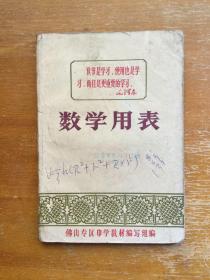 读书是学习，使用也是学
习，而且是更重要的学习。
毛泽东
数学用表
佛山专区中学教材编写组编